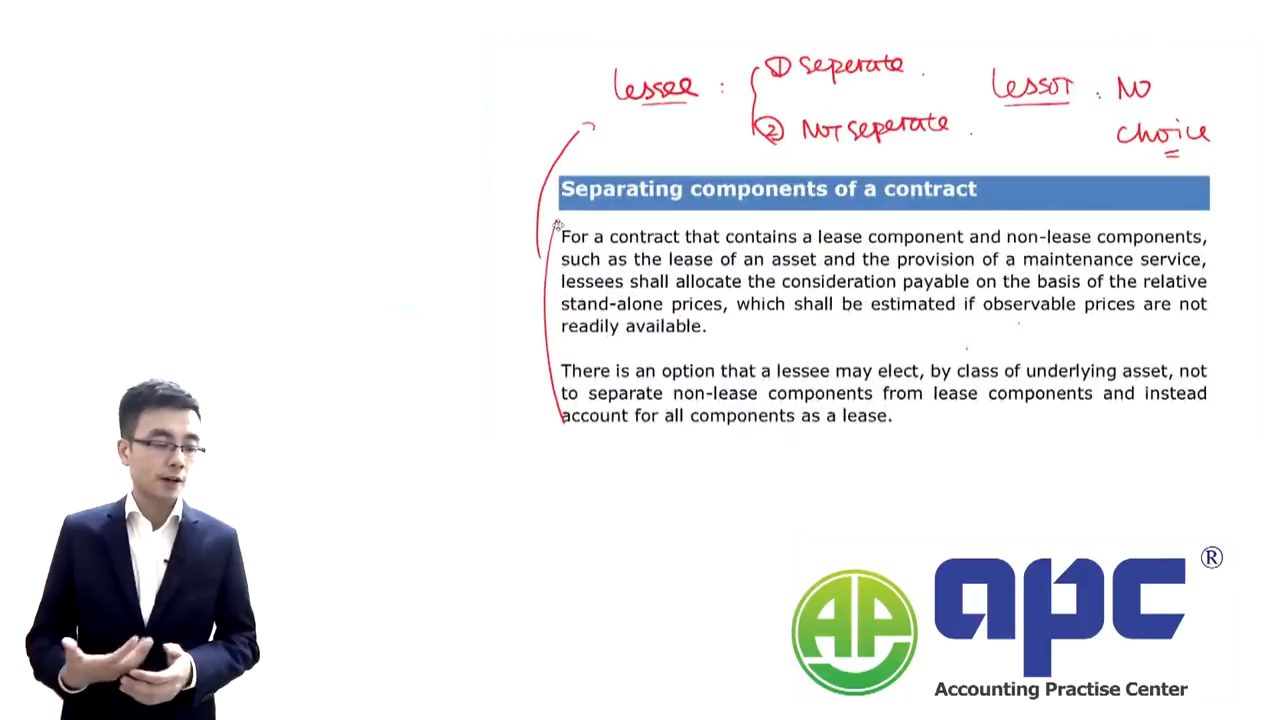 lessee : ① seperate . lessor : No
② NOT seperate . choice
Separating components of a contract
For a contract that contains a lease component and non-lease components,
such as the lease of an asset and the provision of a maintenance service,
lessees shall allocate the consideration payable on the basis of the relative
stand-alone prices, which shall be estimated if observable prices are not
readily available.
There is an option that a lessee may elect, by class of underlying asset, not
to separate non-lease components from lease components and instead
account for all components as a lease.
AP
apc®
Accounting Practise Center